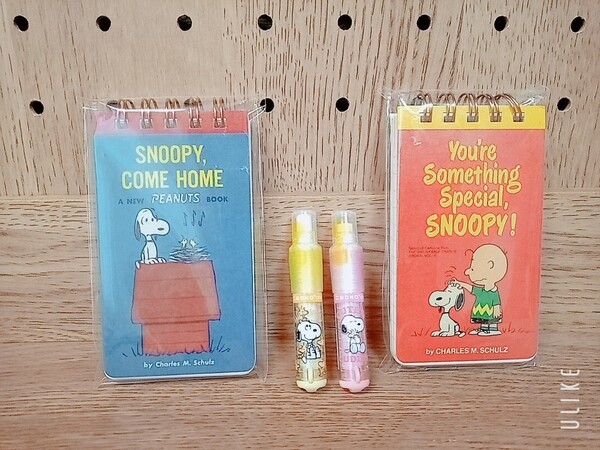 SNOOPY,
COME HOME
A NEW PEANUTS BOOK
by Charles M. Schulz
You're
Something
Special,
SNOOPY!
by CHARLES M. SCHULZ
ULIKE